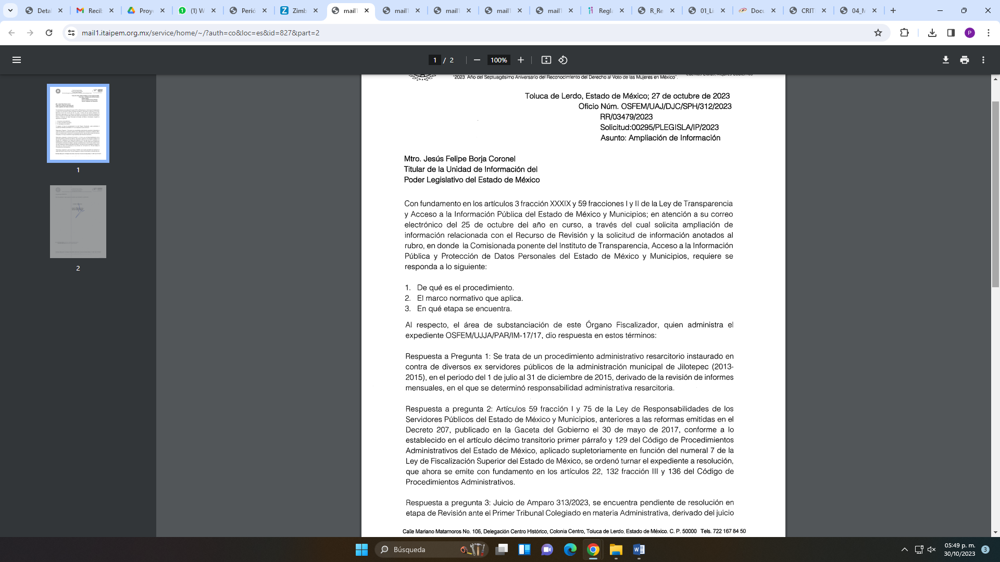 Detal
Recib
Proye
(1) W
Perió
Zimb
mail1
mail1
mail1
mail1
mail1
Regla
R_Re
01_Li
Docu
CRIT
04_M
mail1.itaipem.org.mx/service/home/~/?auth=co&loc=es&id=827&part=2
P
1 / 2
100%
1
2
"2023. Año del Septuagésimo Aniversario del Reconocimiento del Derecho al Voto de las Mujeres en México".
Toluca de Lerdo, Estado de México; 27 de octubre de 2023
Oficio Núm. OSFEM/UAJ/DJC/SPH/312/2023
RR/03479/2023
Solicitud:00295/PLEGISLA/IP/2023
Asunto: Ampliación de Información
Mtro. Jesús Felipe Borja Coronel
Titular de la Unidad de Información del
Poder Legislativo del Estado de México
Con fundamento en los artículos 3 fracción XXXIX y 59 fracciones I y II de la Ley de Transparencia
y Acceso a la Información Pública del Estado de México y Municipios; en atención a su correo
electrónico del 25 de octubre del año en curso, a través del cual solicita ampliación de
información relacionada con el Recurso de Revisión y la solicitud de información anotados al
rubro, en donde la Comisionada ponente del Instituto de Transparencia, Acceso a la Información
Pública y Protección de Datos Personales del Estado de México y Municipios, requiere se
responda a lo siguiente:
1. De qué es el procedimiento.
2. El marco normativo que aplica.
3. En qué etapa se encuentra.
Al respecto, el área de substanciación de este Órgano Fiscalizador, quien administra el
expediente OSFEM/UJJA/PAR/IM-17/17, dio respuesta en estos términos:
Respuesta a Pregunta 1: Se trata de un procedimiento administrativo resarcitorio instaurado en
contra de diversos ex servidores públicos de la administración municipal de Jilotepec (2013-
2015), en el periodo del 1 de julio al 31 de diciembre de 2015, derivado de la revisión de informes
mensuales, en el que se determinó responsabilidad administrativa resarcitoria.
Respuesta a pregunta 2: Artículos 59 fracción I y 75 de la Ley de Responsabilidades de los
Servidores Públicos del Estado de México y Municipios, anteriores a las reformas emitidas en el
Decreto 207, publicado en la Gaceta del Gobierno el 30 de mayo de 2017, conforme a lo
establecido en el artículo décimo transitorio primer párrafo y 129 del Código de Procedimientos
Administrativos del Estado de México, aplicado supletoriamente en función del numeral 7 de la
Ley de Fiscalización Superior del Estado de México, se ordenó turnar el expediente a resolución,
que ahora se emite con fundamento en los artículos 22, 132 fracción III y 136 del Código de
Procedimientos Administrativos.
Respuesta a pregunta 3: Juicio de Amparo 313/2023, se encuentra pendiente de resolución en
etapa de Revisión ante el Primer Tribunal Colegiado en materia Administrativa, derivado del juicio
Calle Mariano Matamoros No. 106, Delegación Centro Histórico, Colonia Centro, Toluca de Lerdo, Estado de México. C. P. 50000 Tels. 722 167 84 50
Búsqueda
05:49 p. m.
30/10/2023
3